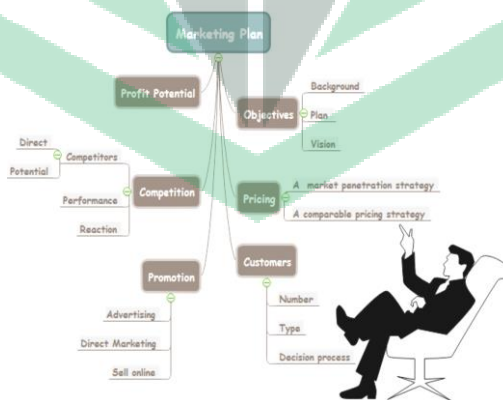 Marketing Plan
Profit Potential
Objectives
Background
Plan
Vision
Competition
Competitors
Direct
Potential
Performance
Reaction
Pricing
A market penetration strategy
A comparable pricing strategy
Promotion
Advertising
Direct Marketing
Sell online
Customers
Number
Type
Decision process